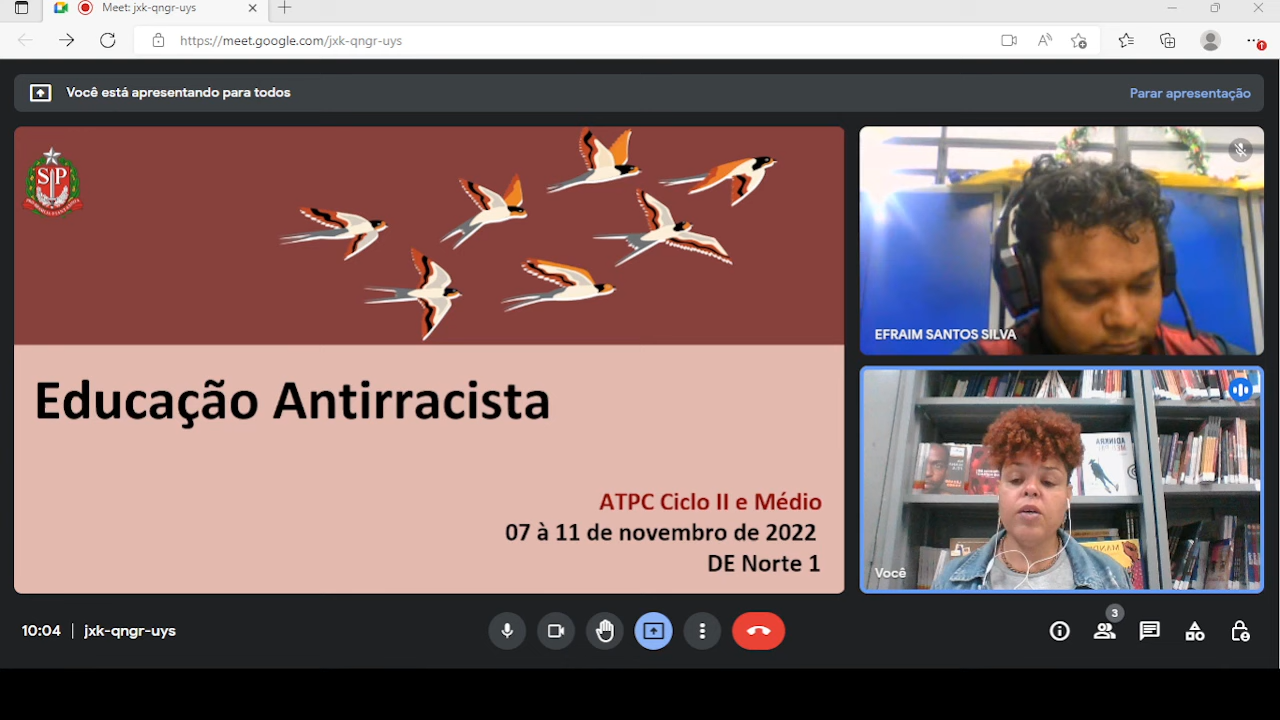 Meet: jxk-qngr-uys
https://meet.google.com/jxk-qngr-uys
Você está apresentando para todos
Parar apresentação
SP
Educação Antirracista
ATPC Ciclo II e Médio
07 à 11 de novembro de 2022
DE Norte 1
EFRAIM SANTOS SILVA
ADINKRA
Você
10:04 | jxk-qngr-uys
3